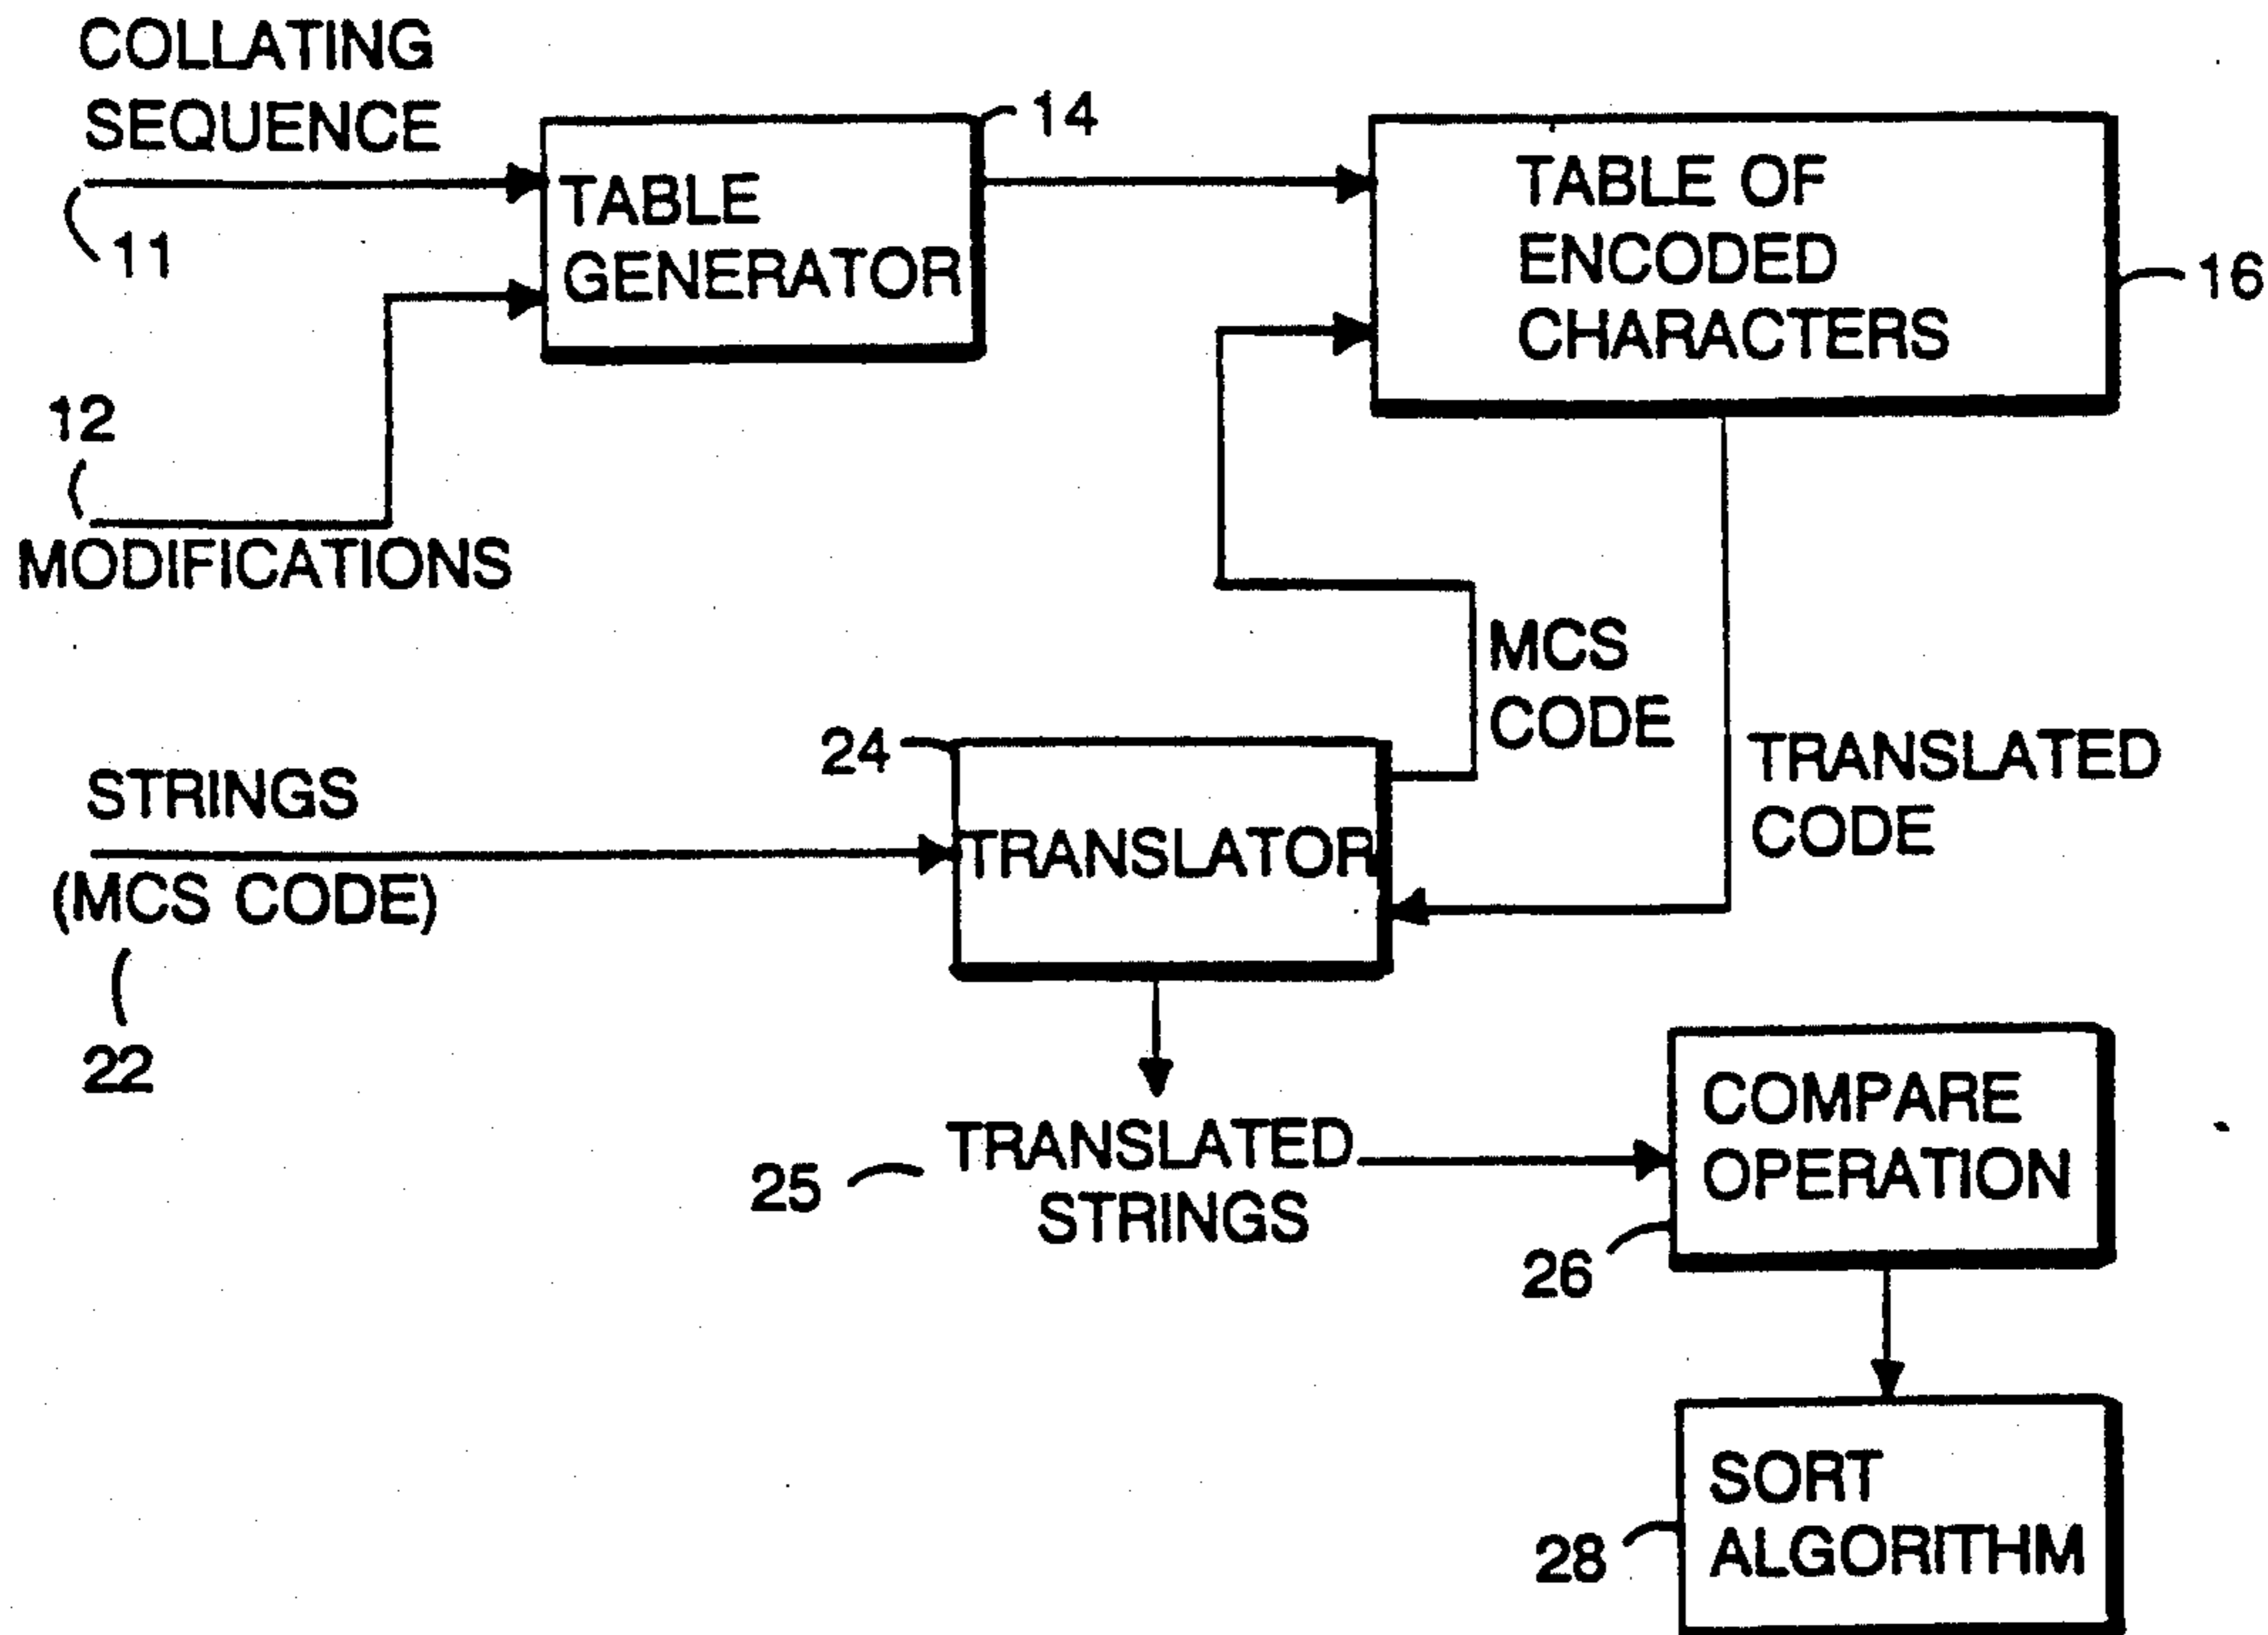 COLLATING
SEQUENCE
11
12
MODIFICATIONS
TABLE
GENERATOR
14
TABLE OF
ENCODED
CHARACTERS
16
MCS
CODE
TRANSLATED
CODE
STRINGS
(MCS CODE)
22
24
TRANSLATOR
25
TRANSLATED
STRINGS
COMPARE
OPERATION
26
SORT
ALGORITHM
28